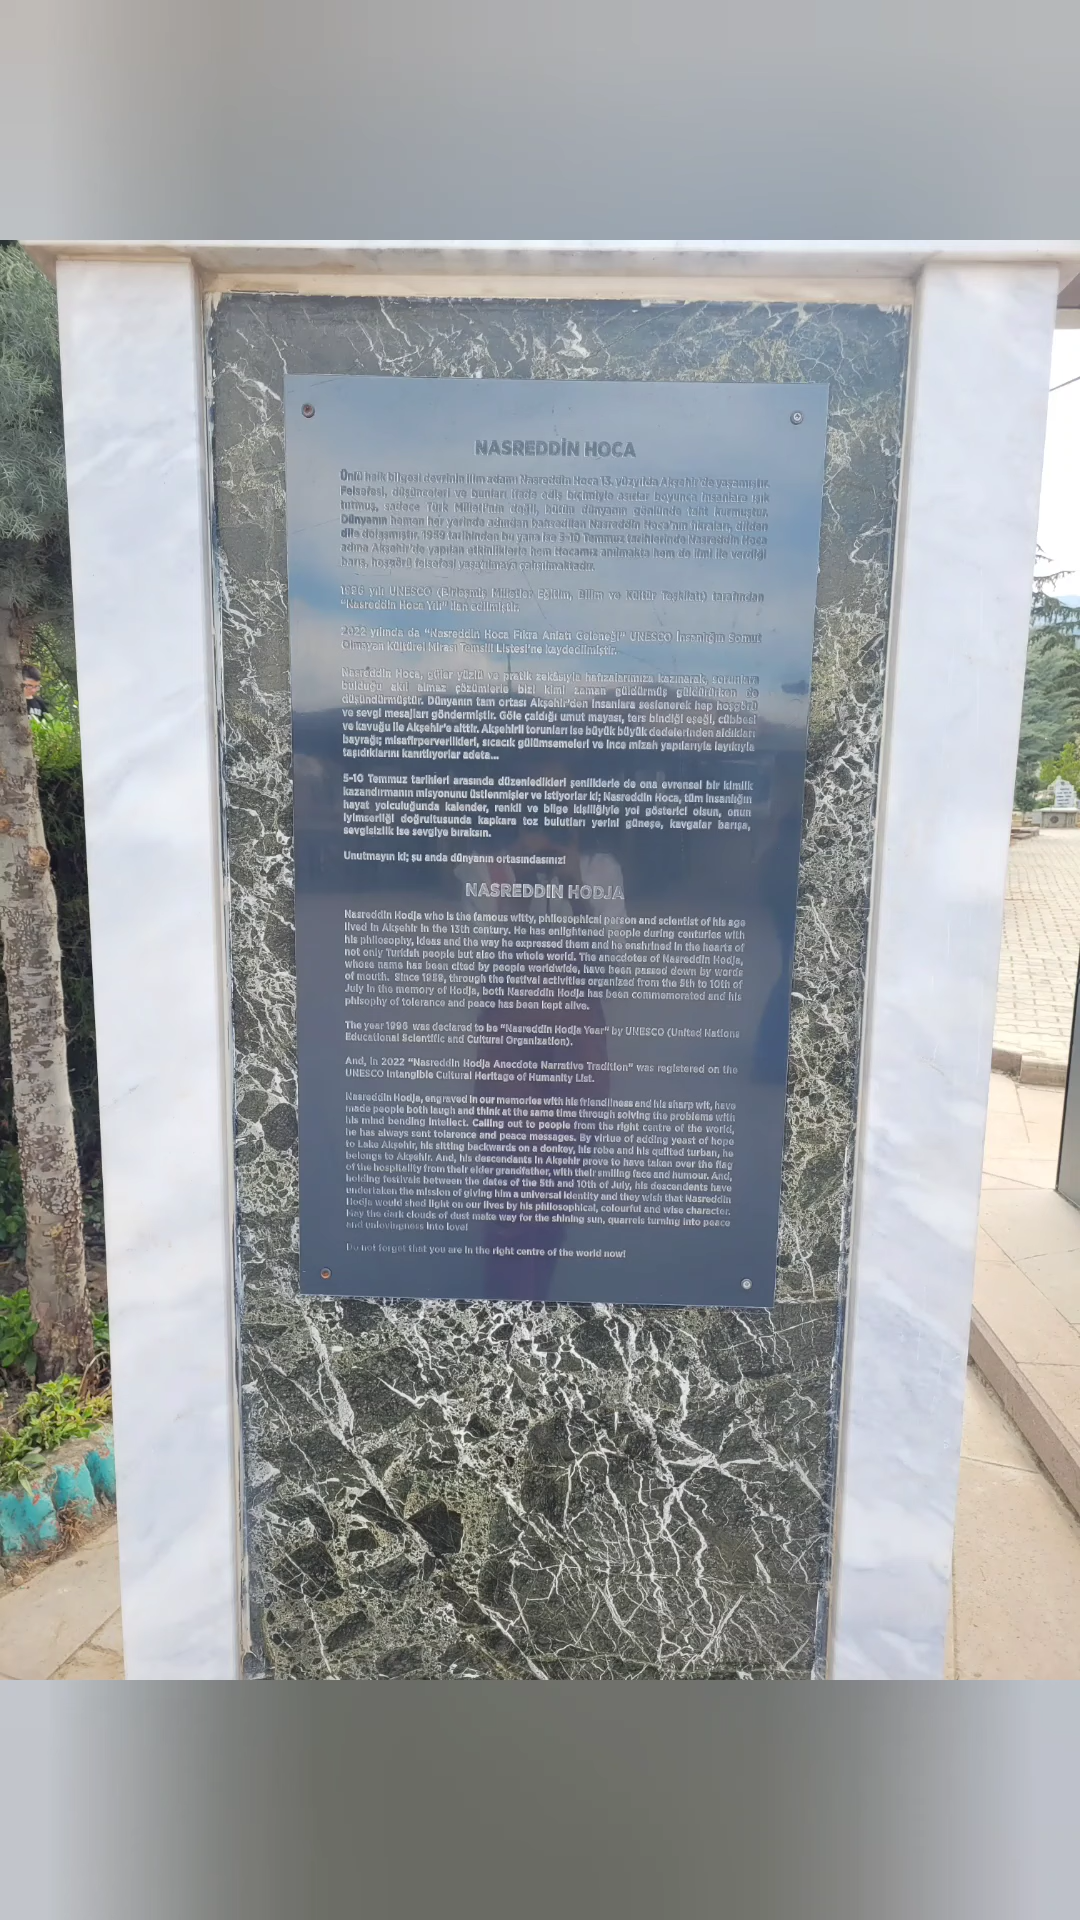 NASREDDİN HOCA
Ünlü halk bilgesi devrinin ilim adamı Nasreddin Hoca 13. yüzyılda Akşehir'de yaşamıştır.
Felsefesi, düşünceleri ve bunları ifade ediş biçimiyle asırlar boyunca insanlara ışık
tutmuş, sadece Türk Milleti'nin değil, bütün dünyanın gönlünde taht kurmuştur.
Dünyanın hemen her yerinde adından bahsedilen Nasreddin Hoca'nın fıkraları, dilden
dile dolaşmıştır. 1959 tarihinden bu yana ise 5-10 Temmuz tarihlerinde Nasreddin Hoca
adına Akşehir'de yapılan etkinliklerle hem Hocamız anılmakta hem de ilmi ile verdiği
barış, hoşgörü felsefesi yaşatılmaya çalışılmaktadır.
1996 yılı UNESCO (Birleşmiş Milletler Eğitim, Bilim ve Kültür Teşkilatı) tarafından
"Nasreddin Hoca Yılı" ilan edilmiştir.
2022 yılında da "Nasreddin Hoca Fıkra Anlatı Geleneği" UNESCO İnsanlığın Somut
Olmayan Kültürel Mirası Temsili Listesi'ne kaydedilmiştir.
Nasreddin Hoca, güler yüzlü ve pratik zekâsıyla hafızalarımıza kazınarak, sorunlara
bulduğu akıl almaz çözümlerle bizi kimi zaman güldürmüş güldürürken de
düşündürmüştür. Dünyanın tam ortası Akşehir'den insanlara seslenerek hep hoşgörü
ve sevgi mesajları göndermiştir. Göle çaldığı umut mayası, ters bindiği eşeği, cübbesi
ve kavuğu ile Akşehir'e aittir. Akşehirli torunları ise büyük büyük dedelerinden aldıkları
bayrağı; misafirperverlikleri, sıcacık gülümsemeleri ve ince mizah yapılarıyla layıkıyla
taşıdıklarını kanıtlıyorlar adeta...
5-10 Temmuz tarihleri arasında düzenledikleri şenliklerle de ona evrensel bir kimlik
kazandırmanın misyonunu üstlenmişler ve istiyorlar ki; Nasreddin Hoca, tüm insanlığın
hayat yolculuğunda kalender, renkli ve bilge kişiliğiyle yol gösterici olsun, onun
iyimserliği doğrultusunda kapkara toz bulutları yerini güneşe, kavgalar barışa,
sevgisizlik ise sevgiye bıraksın.
Unutmayın ki; şu anda dünyanın ortasındasınız!
NASREDDIN HODJA
Nasreddin Hodja who is the famous witty, philosophical person and scientist of his age
lived in Akşehir in the 13th century. He has enlightened people during centuries with
his philosophy, ideas and the way he expressed them and he enshrined in the hearts of
not only Turkish people but also the whole world. The anecdotes of Nasreddin Hodja,
whose name has been cited by people worldwide, have been passed down by words
of mouth. Since 1959, through the festival activities organized from the 5th to 10th of
July in the memory of Hodja, both Nasreddin Hodja has been commemorated and his
phlsophy of tolerance and peace has been kept alive.
The year 1996 was declared to be "Nasreddin Hodja Year" by UNESCO (United Nations
Educational Scientific and Cultural Organization).
And, in 2022 "Nasreddin Hodja Anecdote Narrative Tradition" was registered on the
UNESCO Intangible Cultural Heritage of Humanity List.
Nasreddin Hodja, engraved in our memories with his friendliness and his sharp wit, have
made people both laugh and think at the same time through solving the problems with
his mind bending intellect. Calling out to people from the right centre of the world,
he has always sent tolarence and peace messages. By virtue of adding yeast of hope
to Lake Akşehir, his sitting backwards on a donkey, his robe and his quilted turban, he
belongs to Akşehir. And, his descendants in Akşehir prove to have taken over the flag
of the hospitality from their elder grandfather, with their smiling face and humour. And,
holding festivals between the dates of the 5th and 10th of July, his descendents have
undertaken the mission of giving him a universal identity and they wish that Nasreddin
Hodja would shed light on our lives by his philosophical, colourful and wise character.
May the dark clouds of dust make way for the shining sun, quarrels turning into peace
and unlovingness into love!
Do not forget that you are in the right centre of the world now!